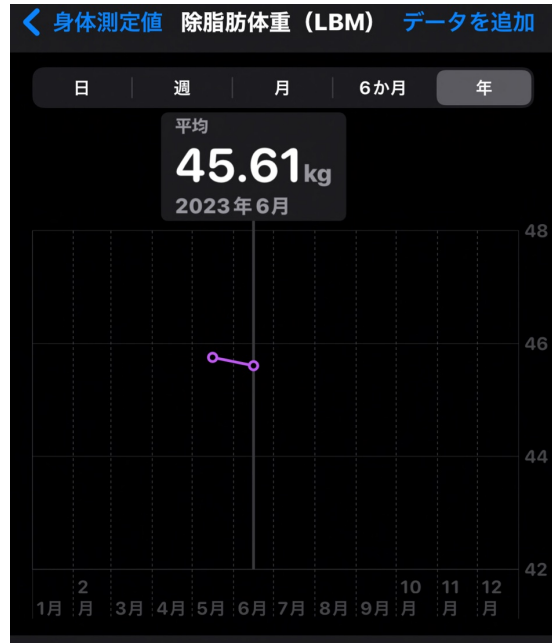 身体測定値 除脂肪体重（LBM） データを追加
日 週 月 6か月 年
平均
45.61kg
2023年6月
48
46
44
42
1月 2月 3月 4月 5月 6月 7月 8月 9月 10月 11月 12月